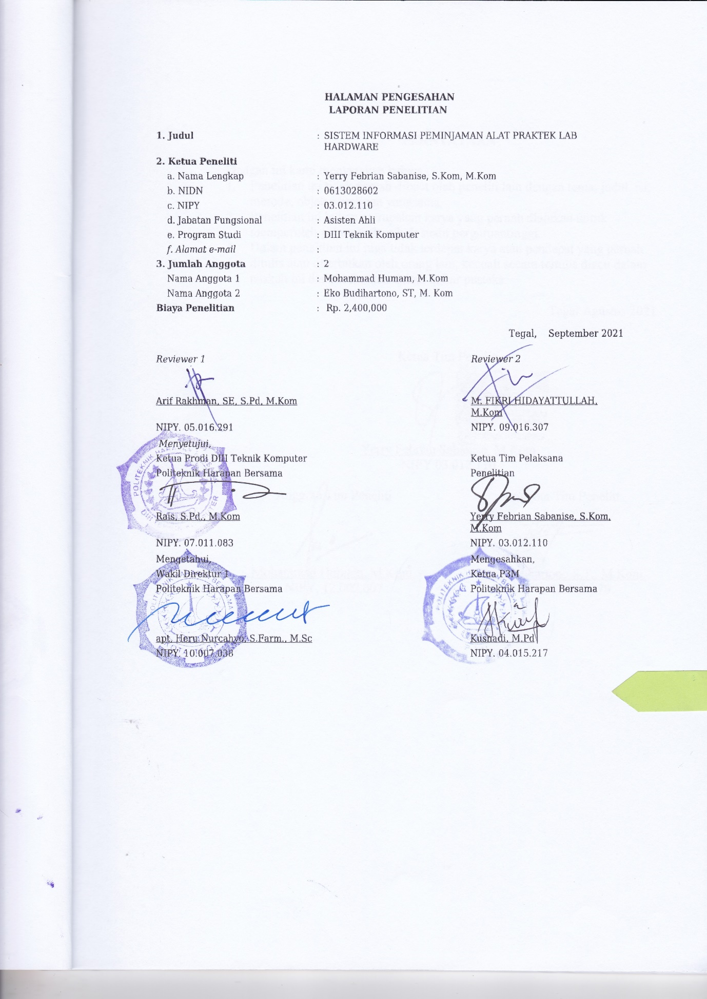 HALAMAN PENGESAHAN
LAPORAN PENELITIAN
1. Judul : SISTEM INFORMASI PEMINJAMAN ALAT PRAKTEK LAB
HARDWARE
2. Ketua Peneliti
a. Nama Lengkap : Yerry Febrian Sabanise, S.Kom, M.Kom
b. NIDN : 0613028602
c. NIPY : 03.012.110
d. Jabatan Fungsional : Asisten Ahli
e. Program Studi : DIII Teknik Komputer
f. Alamat e-mail :
3. Jumlah Anggota : 2
Nama Anggota 1 : Mohammad Humam, M.Kom
Nama Anggota 2 : Eko Budihartono, ST, M. Kom
Biaya Penelitian : Rp. 2,400,000
Tegal, September 2021
Reviewer 1
Arif Rakhman, SE, S.Pd, M.Kom
NIPY. 05.016.291
Reviewer 2
M. FIKRI HIDAYATTULLAH,
M.Kom
NIPY. 09.016.307
Menyetujui,
Ketua Prodi DIII Teknik Komputer
Politeknik Harapan Bersama
Rais, S.Pd., M.Kom
NIPY. 07.011.083
Ketua Tim Pelaksana
Penelitian
Yerry Febrian Sabanise, S.Kom,
M.Kom
NIPY. 03.012.110
Mengetahui,
Wakil Direktur 1
Politeknik Harapan Bersama
apt, Heru Nurcahyo, S.Farm., M.Sc
NIPY. 10.007.038
Mengesahkan,
Ketua P3M
Politeknik Harapan Bersama
Kusnadi, M.Pd
NIPY. 04.015.217